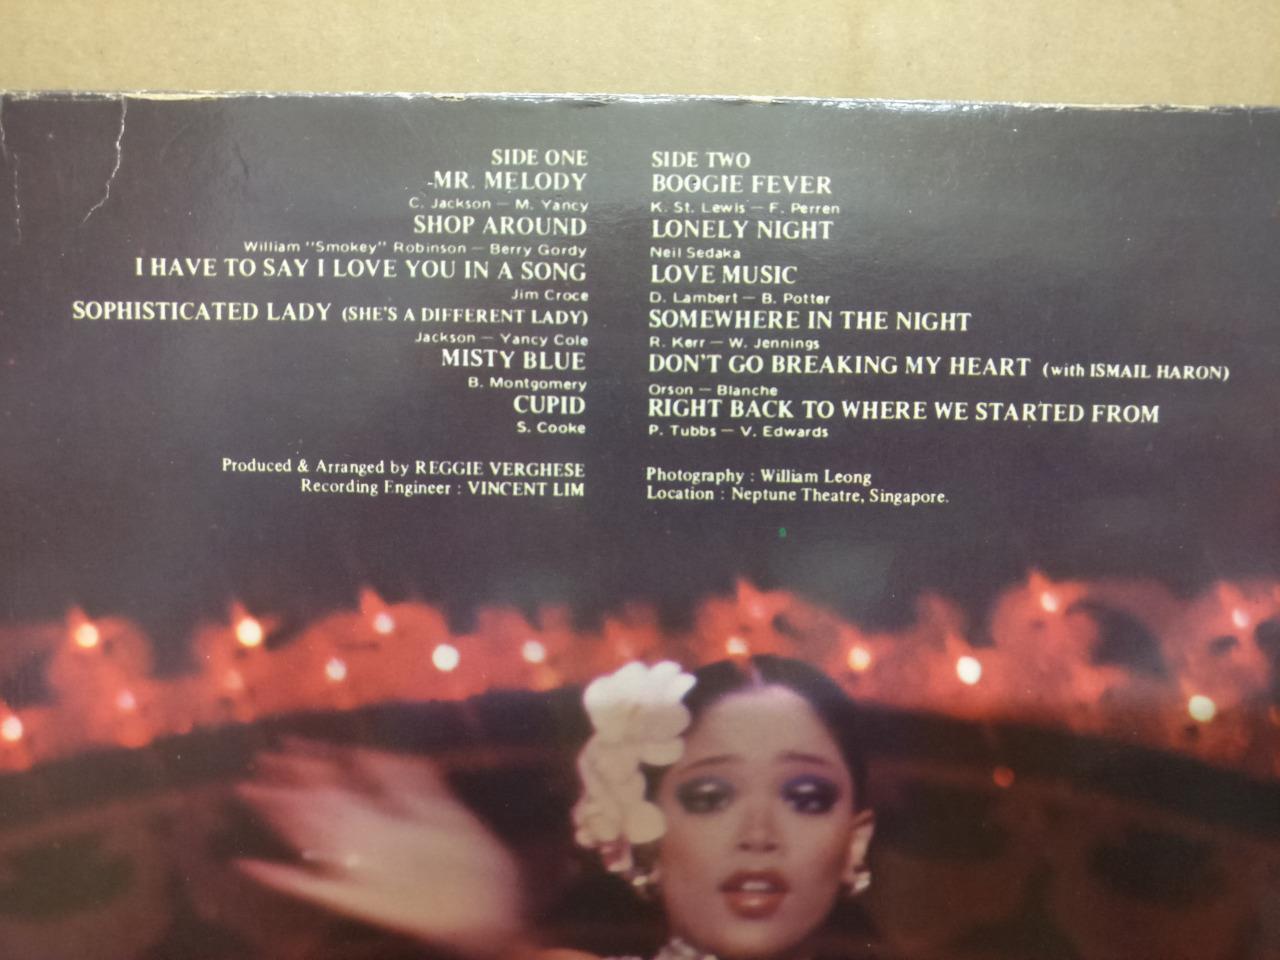 SIDE ONE
MR. MELODY
C. Jackson — M. Yancy
SHOP AROUND
William "Smokey" Robinson — Berry Gordy
I HAVE TO SAY I LOVE YOU IN A SONG
Jim Croce
SOPHISTICATED LADY (SHE'S A DIFFERENT LADY)
Jackson — Yancy Cole
MISTY BLUE
B. Montgomery
CUPID
S. Cooke
Produced & Arranged by REGGIE VERGHESE
Recording Engineer : VINCENT LIM
SIDE TWO
BOOGIE FEVER
K. St. Lewis — F. Perren
LONELY NIGHT
Neil Sedaka
LOVE MUSIC
D. Lambert — B. Potter
SOMEWHERE IN THE NIGHT
R. Kerr — W. Jennings
DON'T GO BREAKING MY HEART (with ISMAIL HARON)
Orson — Blanche
RIGHT BACK TO WHERE WE STARTED FROM
P. Tubbs — V. Edwards
Photography : William Leong
Location : Neptune Theatre, Singapore.